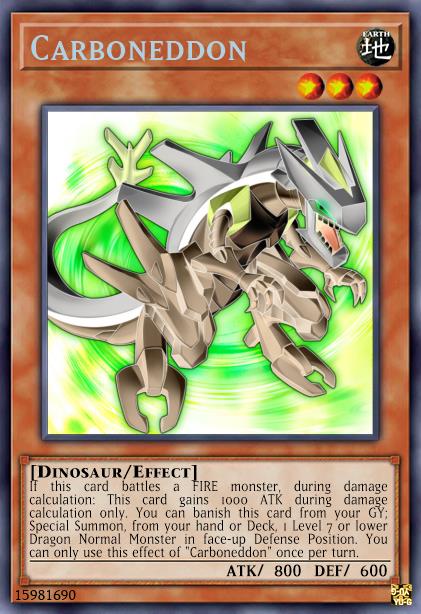 CARBONEDDON
EARTH
地
[DINOSAUR/EFFECT]
If this card battles a FIRE monster, during damage
calculation: This card gains 1000 ATK during damage
calculation only. You can banish this card from your GY;
Special Summon, from your hand or Deck, 1 Level 7 or lower
Dragon Normal Monster in face-up Defense Position. You
can only use this effect of "Carboneddon" once per turn.
ATK/ 800 DEF/ 600
15981690